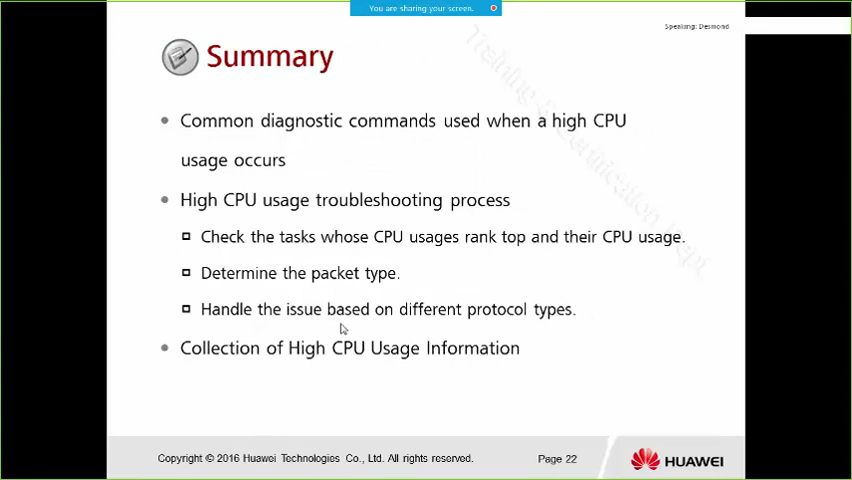 You are sharing your screen.
Speaking: Desmond
Summary
Common diagnostic commands used when a high CPU
usage occurs
High CPU usage troubleshooting process
Check the tasks whose CPU usages rank top and their CPU usage.
Determine the packet type.
Handle the issue based on different protocol types.
Collection of High CPU Usage Information
Training & Certification Dept.
Copyright © 2016 Huawei Technologies Co., Ltd. All rights reserved.
Page 22
HUAWEI